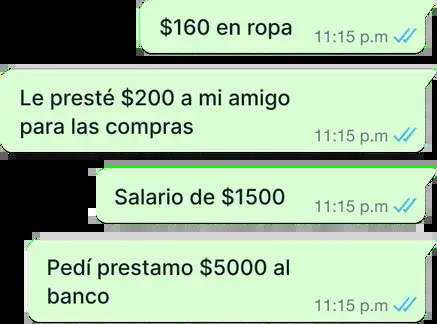 $160 en ropa
11:15 p.m
Le presté $200 a mi amigo
para las compras
11:15 p.m
Salario de $1500
11:15 p.m
Pedí prestamo $5000 al
banco
11:15 p.m